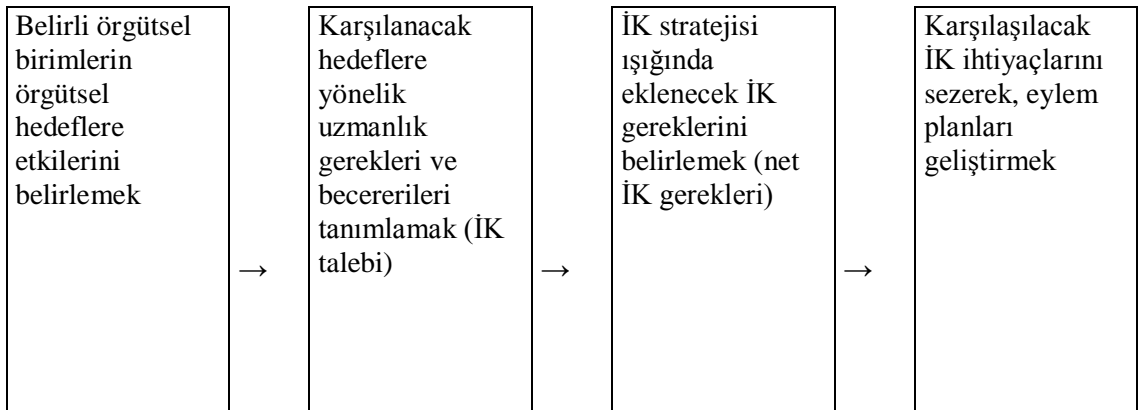 Belirli örgütsel
birimlerin
örgütsel
hedeflere
etkilerini
belirlemek
→
Karşılanacak
hedeflere
yönelik
uzmanlık
gerekleri ve
becererileri
tanımlamak (İK
talebi)
→
İK stratejisi
ışığında
eklenecek İK
gereklerini
belirlemek (net
İK gerekleri)
→
Karşılaşılacak
İK ihtiyaçlarını
sezerek, eylem
planları
geliştirmek